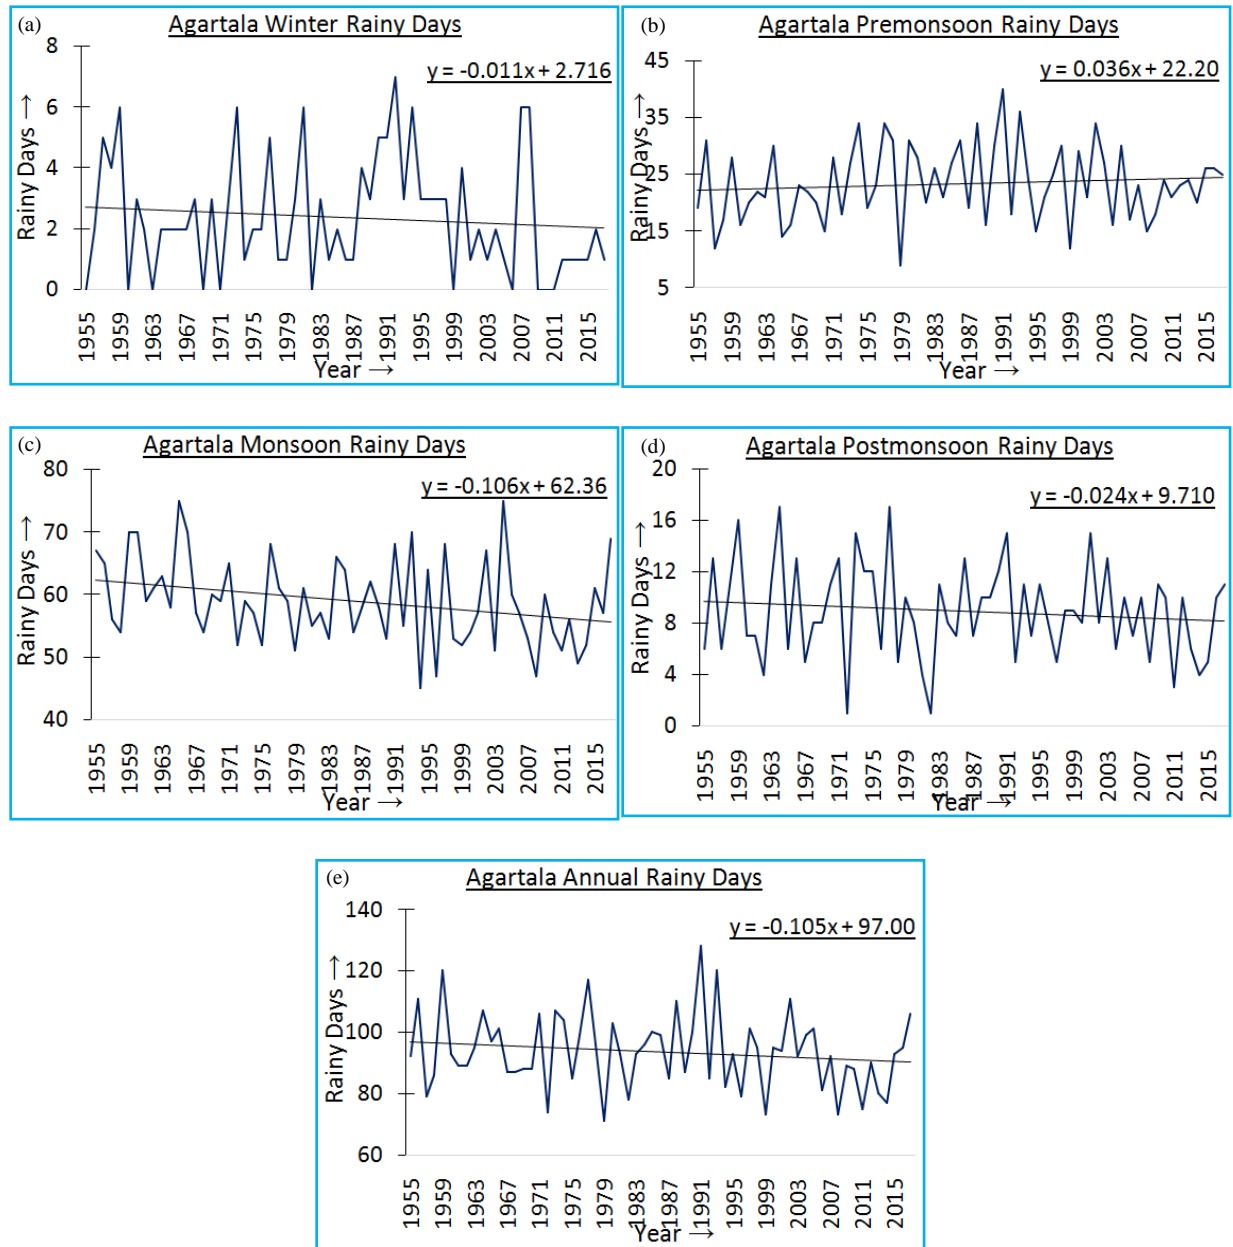 (a)
Agartala Winter Rainy Days
y = -0.011x + 2.716
Rainy Days →
8
6
4
2
0
1955 1959 1963 1967 1971 1975 1979 1983 1987 1991 1995 1999 2003 2007 2011 2015
Year →
(b)
Agartala Premonsoon Rainy Days
y = 0.036x + 22.20
Rainy Days →
45
35
25
15
5
1955 1959 1963 1967 1971 1975 1979 1983 1987 1991 1995 1999 2003 2007 2011 2015
Year →
(c)
Agartala Monsoon Rainy Days
y = -0.106x + 62.36
Rainy Days →
80
70
60
50
40
1955 1959 1963 1967 1971 1975 1979 1983 1987 1991 1995 1999 2003 2007 2011 2015
Year →
(d)
Agartala Postmonsoon Rainy Days
y = -0.024x + 9.710
Rainy Days →
20
16
12
8
4
0
1955 1959 1963 1967 1971 1975 1979 1983 1987 1991 1995 1999 2003 2007 2011 2015
Year →
(e)
Agartala Annual Rainy Days
y = -0.105x + 97.00
Rainy Days →
140
120
100
80
60
1955 1959 1963 1967 1971 1975 1979 1983 1987 1991 1995 1999 2003 2007 2011 2015
Year →